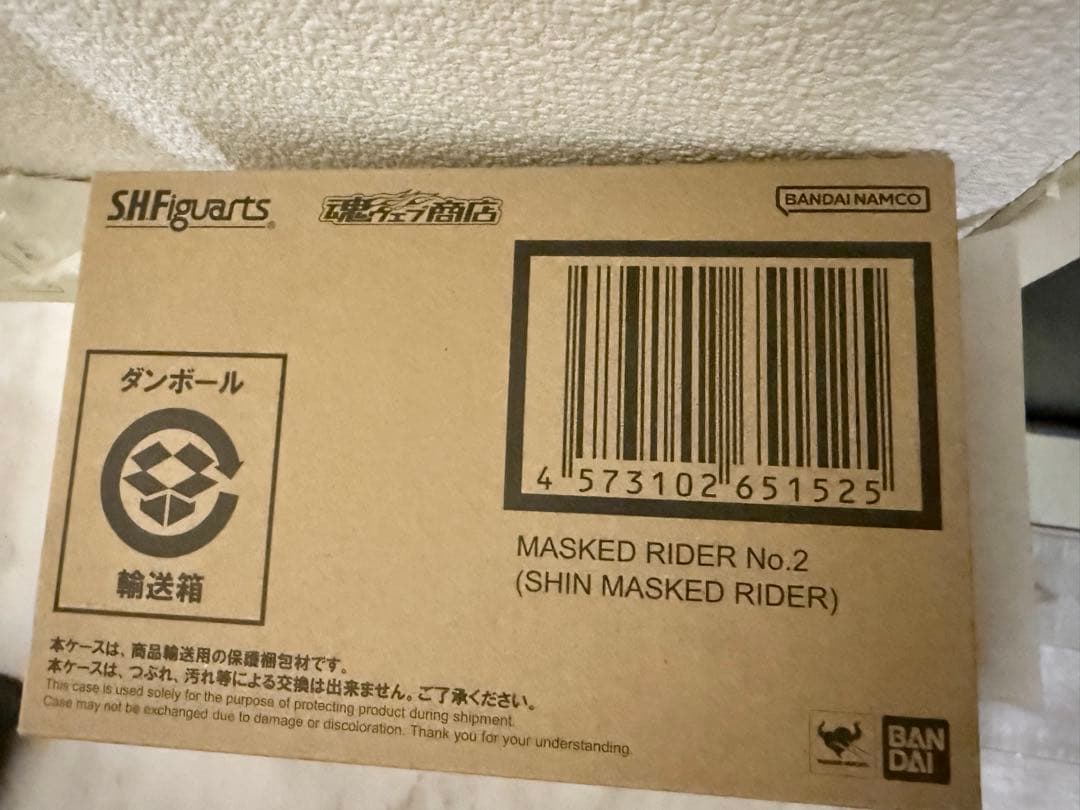 S.H.Figuarts
魂ウェブ商店
BANDAI NAMCO
ダンボール
輸送箱
4 573102 651525
MASKED RIDER No.2
(SHIN MASKED RIDER)
本ケースは、商品輸送用の保護梱包材です。
本ケースは、つぶれ、汚れ等による交換は出来ません。ご了承ください。
This case is used solely for the purpose of protecting product during shipment.
Case may not be exchanged due to damage or discoloration. Thank you for your understanding.
BAN
DAI